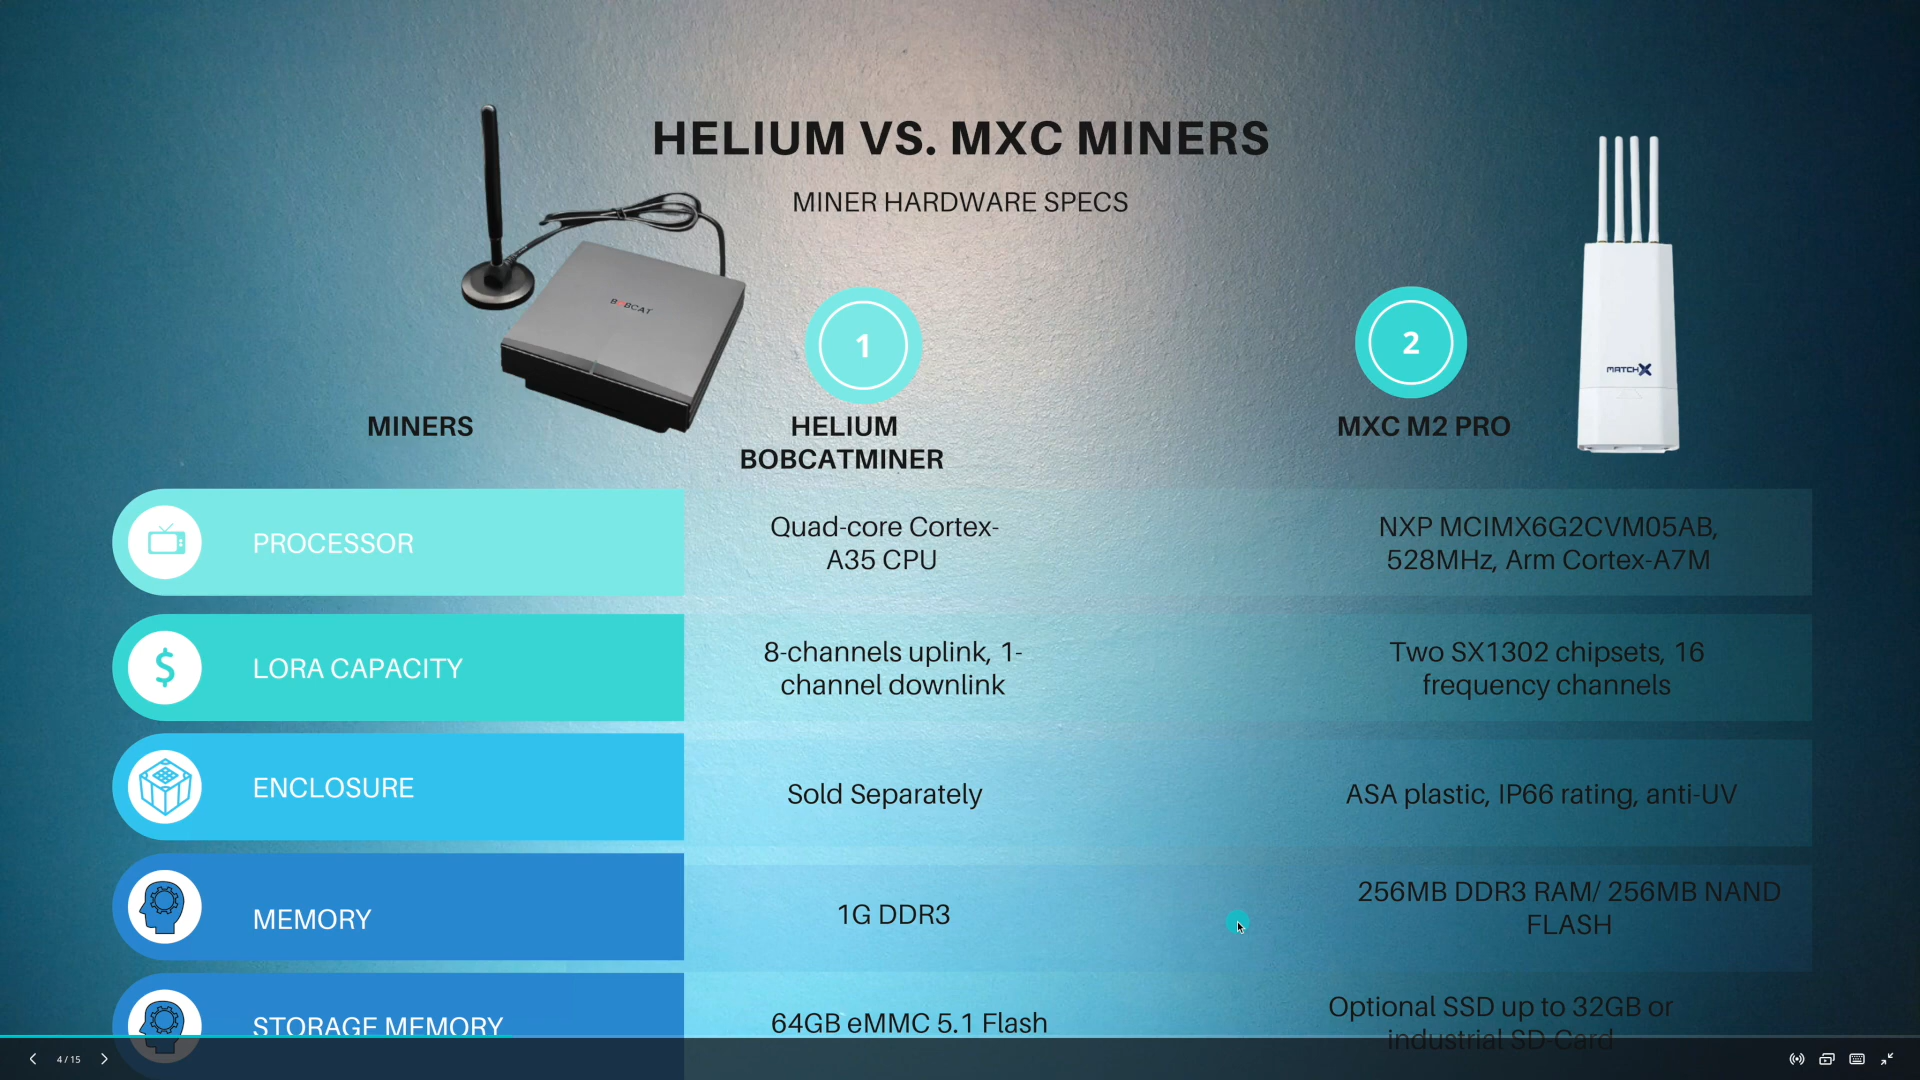 HELIUM VS. MXC MINERS
MINER HARDWARE SPECS
BOBCAT
1
2
MATCHX
MINERS
HELIUM
BOBCATMINER
MXC M2 PRO
PROCESSOR
Quad-core Cortex-
A35 CPU
NXP MCIMX6G2CVM05AB,
528MHz, Arm Cortex-A7M
$
LORA CAPACITY
8-channels uplink, 1-
channel downlink
Two SX1302 chipsets, 16
frequency channels
ENCLOSURE
Sold Separately
ASA plastic, IP66 rating, anti-UV
MEMORY
1G DDR3
256MB DDR3 RAM/ 256MB NAND
FLASH
STORAGE MEMORY
64GB eMMC 5.1 Flash
Optional SSD up to 32GB or
industrial SD-Card
4 / 15